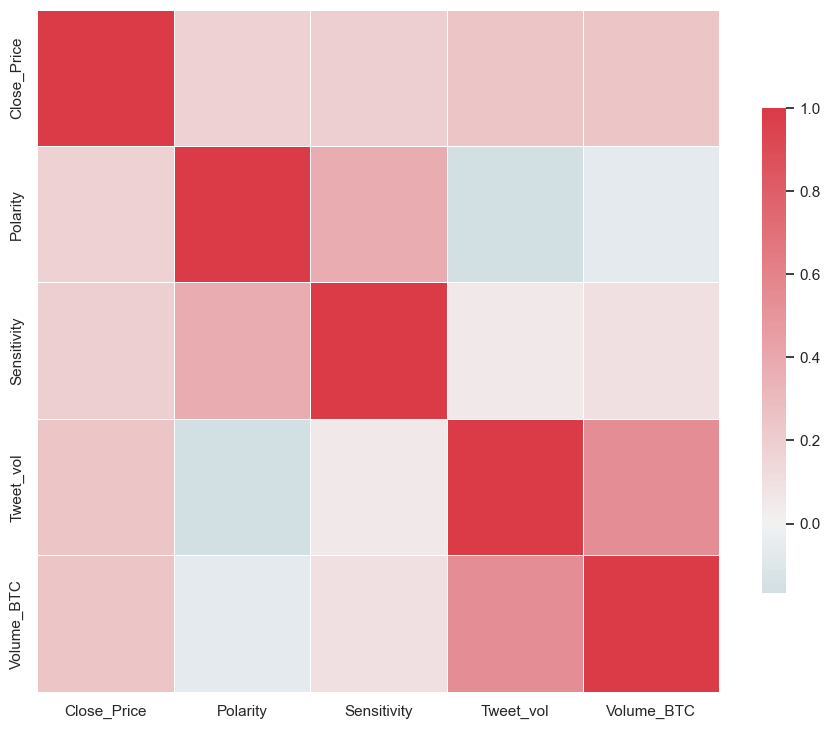 Close_Price
Polarity
Sensitivity
Tweet_vol
Volume_BTC
Close_Price
Polarity
Sensitivity
Tweet_vol
Volume_BTC
1.0
0.8
0.6
0.4
0.2
0.0